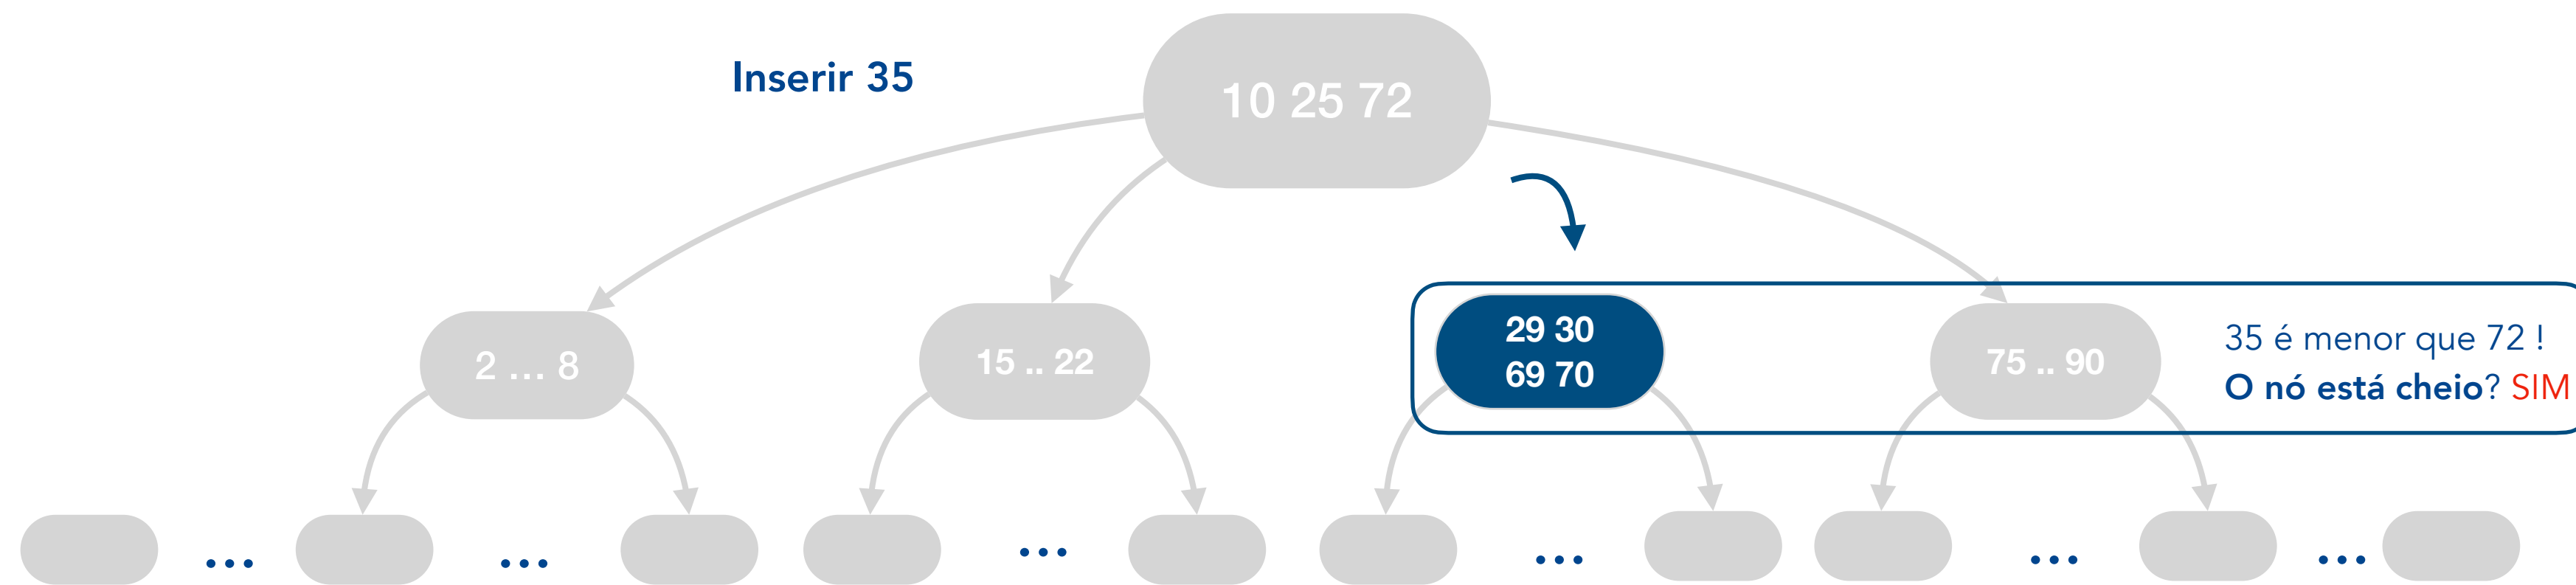 Inserir 35
10 25 72
2 ... 8
15 .. 22
29 30
69 70
75 .. 90
35 é menor que 72 !
O nó está cheio? SIM
...
...
...
...
...
...